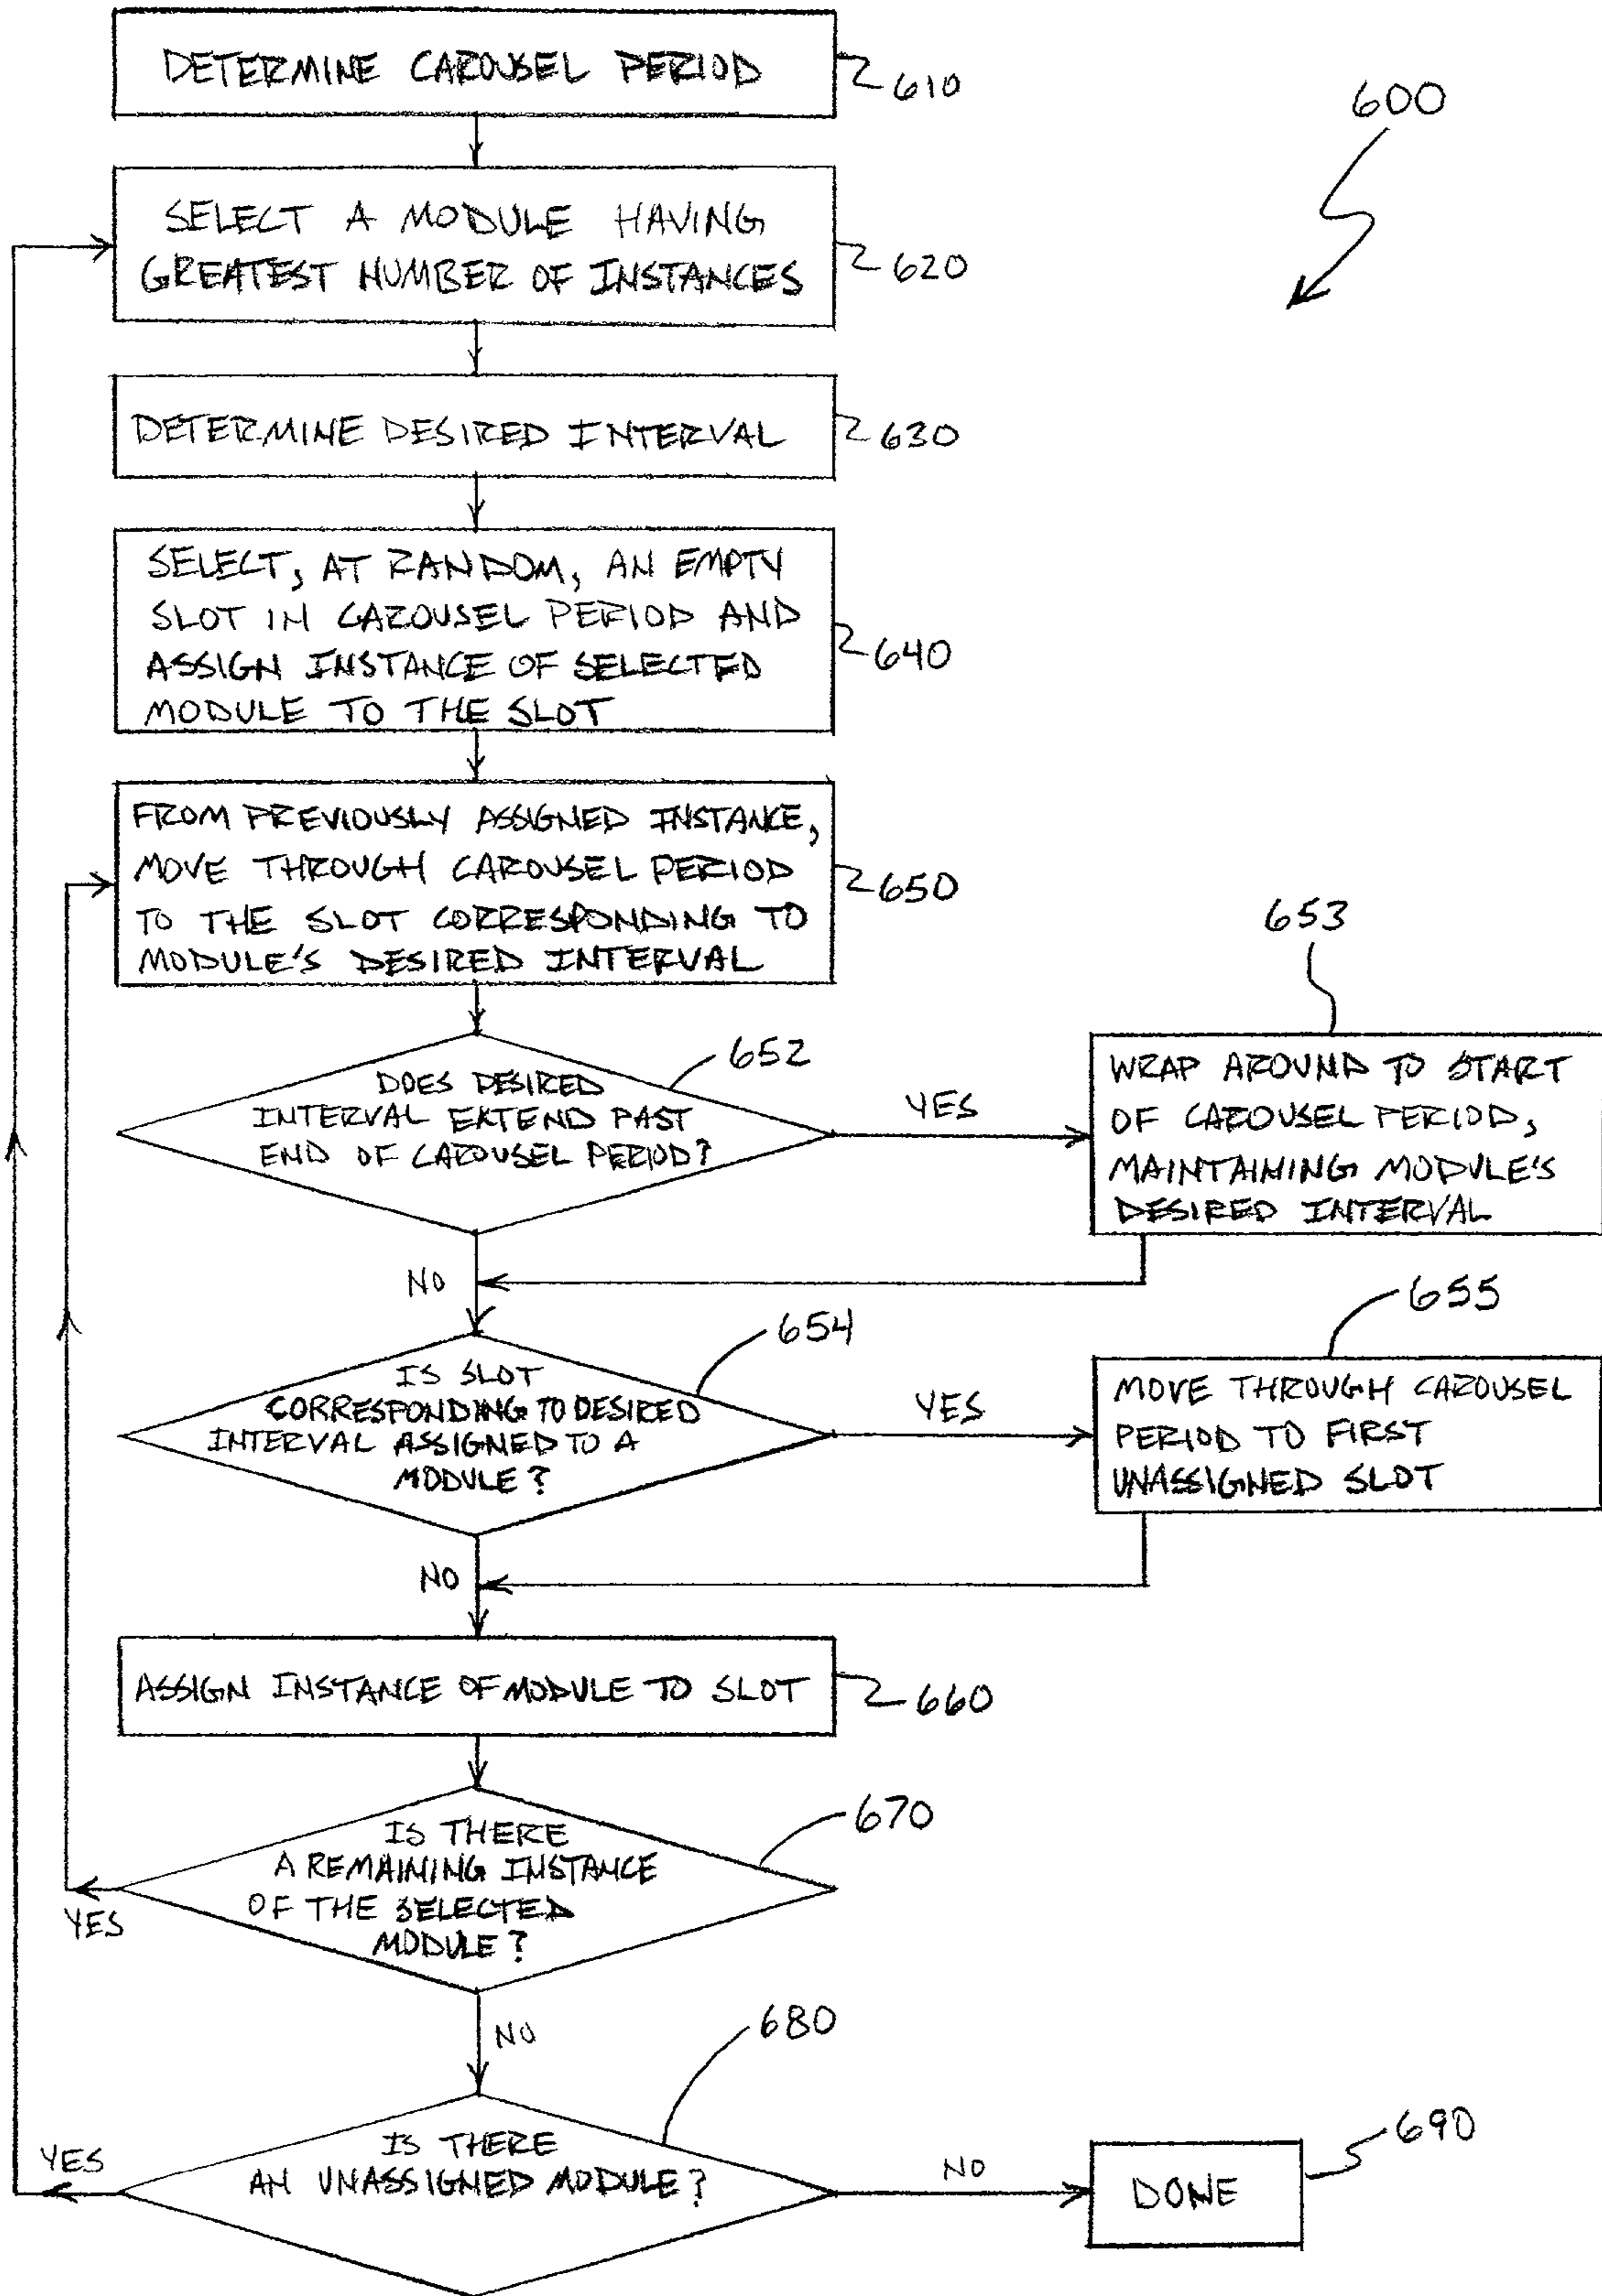 DETERMINE CAROUSEL PERIOD
610
600
SELECT A MODULE HAVING
GREATEST NUMBER OF INSTANCES
620
DETERMINE DESIRED INTERVAL
630
SELECT, AT RANDOM, AN EMPTY
SLOT IN CAROUSEL PERIOD AND
ASSIGN INSTANCE OF SELECTED
MODULE TO THE SLOT
640
FROM PREVIOUSLY ASSIGNED INSTANCE,
MOVE THROUGH CAROUSEL PERIOD
TO THE SLOT CORRESPONDING TO
MODULE'S DESIRED INTERVAL
650
653
652
DOES DESIRED
INTERVAL EXTEND PAST
END OF CAROUSEL PERIOD?
YES
WRAP AROUND TO START
OF CAROUSEL PERIOD,
MAINTAINING MODULE'S
DESIRED INTERVAL
NO
655
654
IS SLOT
CORRESPONDING TO DESIRED
INTERVAL ASSIGNED TO A
MODULE?
YES
MOVE THROUGH CAROUSEL
PERIOD TO FIRST
UNASSIGNED SLOT
NO
ASSIGN INSTANCE OF MODULE TO SLOT
660
670
IS THERE
A REMAINING INSTANCE
OF THE SELECTED
MODULE?
YES
NO
680
IS THERE
AN UNASSIGNED MODULE?
YES
NO
DONE
690